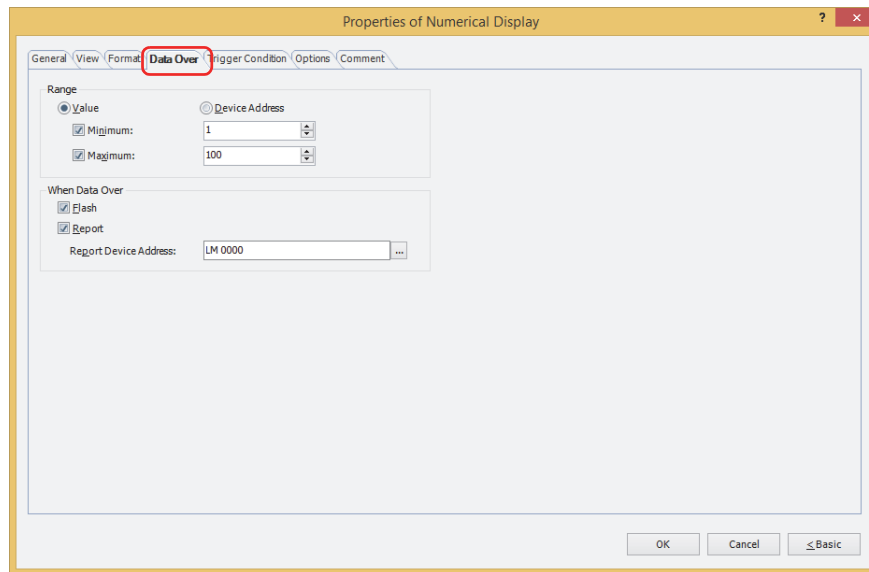 Properties of Numerical Display ? ×
General View Format Data Over Trigger Condition Options Comment
Range
Value Device Address
Minimum: 1
Maximum: 100
When Data Over
Flash
Report
Report Device Address: LM 0000 ...
OK Cancel < Basic